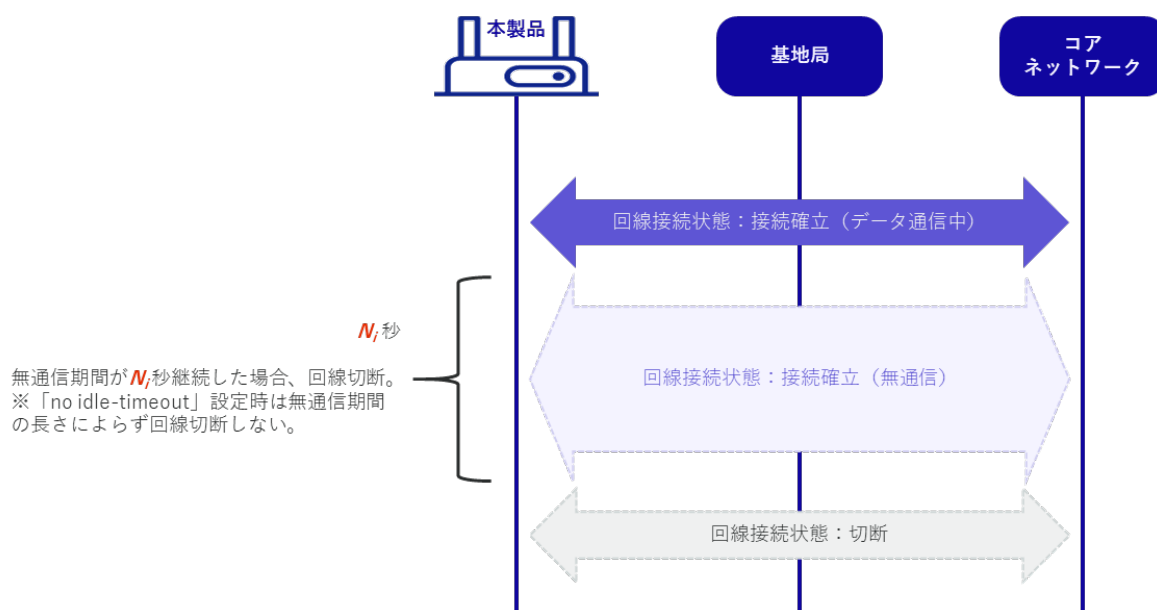 本製品
基地局
コア
ネットワーク
回線接続状態：接続確立（データ通信中）
Ni 秒
無通信期間がNi秒継続した場合、回線切断。
※「no idle-timeout」設定時は無通信期間
の長さによらず回線切断しない。
回線接続状態：接続確立（無通信）
回線接続状態：切断